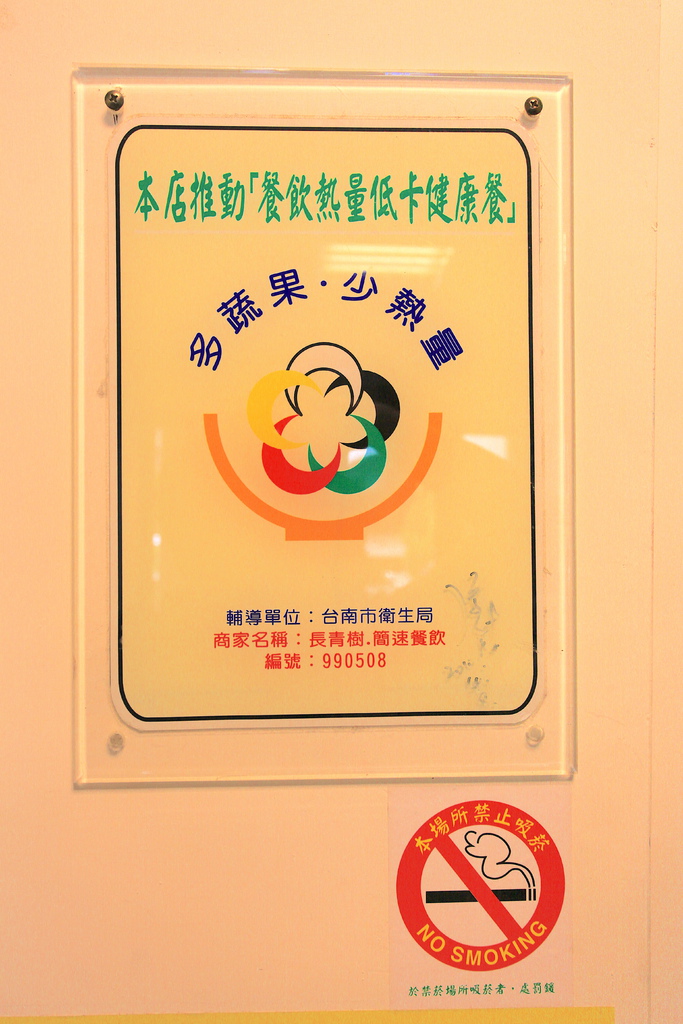 本店推動「餐飲熱量低卡健康餐」
多蔬果·少熱量
輔導單位：台南市衛生局
商家名稱：長青樹.簡速餐飲
編號：990508
本場所禁止吸菸
NO SMOKING
於禁菸場所吸菸者·處罰鍰